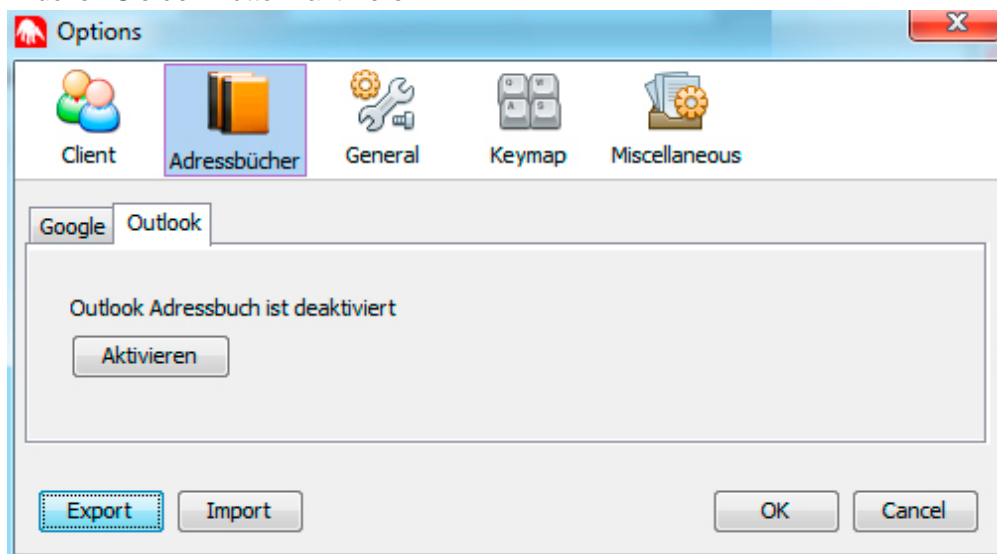 Options
Client
Adressbücher
General
Keymap
Miscellaneous
Google
Outlook
Outlook Adressbuch ist deaktiviert
Aktivieren
Export
Import
OK
Cancel